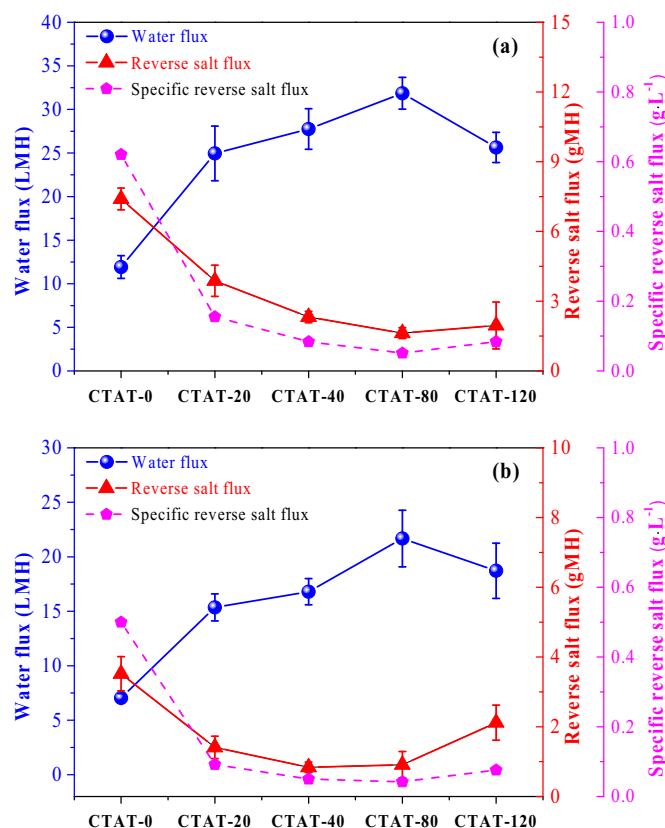 (a)
Water flux
Reverse salt flux
Specific reverse salt flux
Water flux (LMH)
40
35
30
25
20
15
10
5
0
15
12
9
6
3
0
Reverse salt flux (gMH)
1.0
0.8
0.6
0.4
0.2
0.0
Specific reverse salt flux (g·L⁻¹)
CTAT-0 CTAT-20 CTAT-40 CTAT-80 CTAT-120
(b)
Water flux
Reverse salt flux
Specific reverse salt flux
Water flux (LMH)
30
25
20
15
10
5
0
10
8
6
4
2
0
Reverse salt flux (gMH)
1.0
0.8
0.6
0.4
0.2
0.0
Specific reverse salt flux (g·L⁻¹)
CTAT-0 CTAT-20 CTAT-40 CTAT-80 CTAT-120